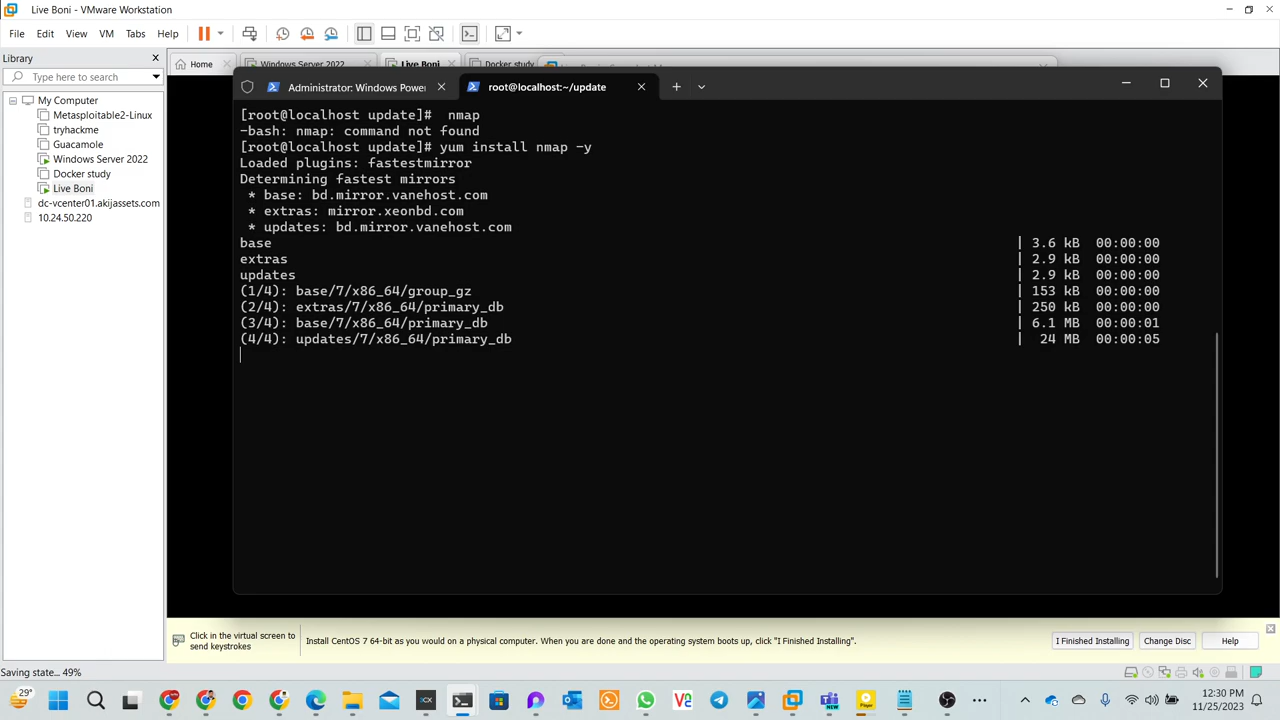 Live Boni - VMware Workstation
File Edit View VM Tabs Help
Library
Type here to search
My Computer
Metasploitable2-Linux
tryhackme
Guacamole
Windows Server 2022
Docker study
Live Boni
dc-vcenter01.akijassets.com
10.24.50.220
Home Windows Server 2022 Live Boni Docker study
Administrator: Windows Power root@localhost:~/update
[root@localhost update]#  nmap
-bash: nmap: command not found
[root@localhost update]# yum install nmap -y
Loaded plugins: fastestmirror
Determining fastest mirrors
* base: bd.mirror.vanehost.com
* extras: mirror.xeonbd.com
* updates: bd.mirror.vanehost.com
base | 3.6 kB 00:00:00
extras | 2.9 kB 00:00:00
updates | 2.9 kB 00:00:00
(1/4): base/7/x86_64/group_gz | 153 kB 00:00:00
(2/4): extras/7/x86_64/primary_db | 250 kB 00:00:00
(3/4): base/7/x86_64/primary_db | 6.1 MB 00:00:01
(4/4): updates/7/x86_64/primary_db | 24 MB 00:00:05
Click in the virtual screen to
send keystrokes
Install CentOS 7 64-bit as you would on a physical computer. When you are done and the operating system boots up, click "I Finished Installing".
I Finished Installing Change Disc Help
Saving state... 49%
29°
12:30 PM
11/25/2023